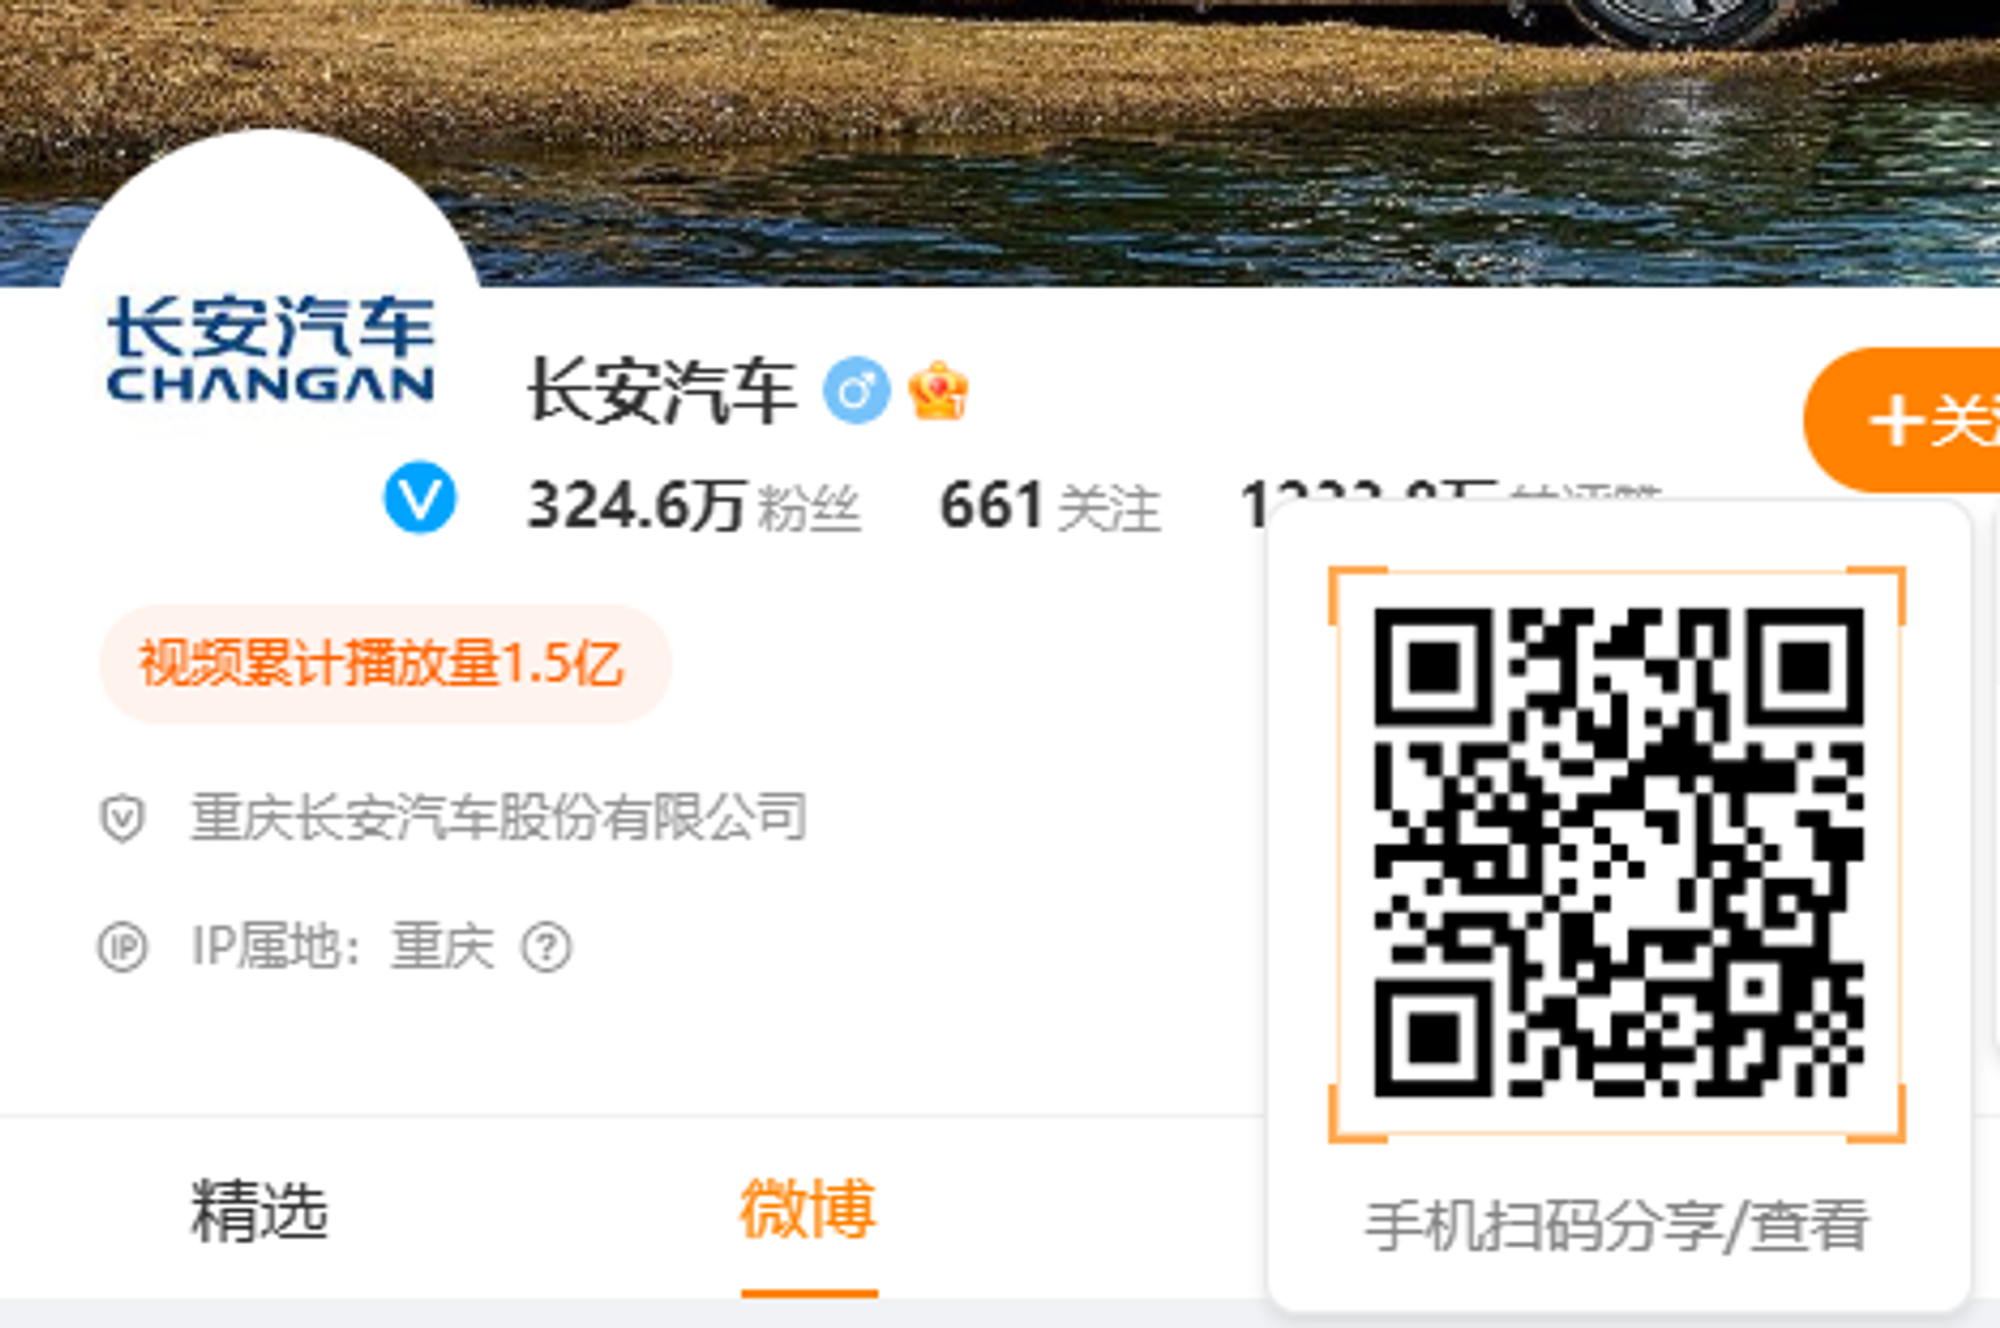 长安汽车
CHANGAN
长安汽车
324.6万粉丝 661关注
视频累计播放量1.5亿
重庆长安汽车股份有限公司
IP属地：重庆
+关
精选
微博
手机扫码分享/查看